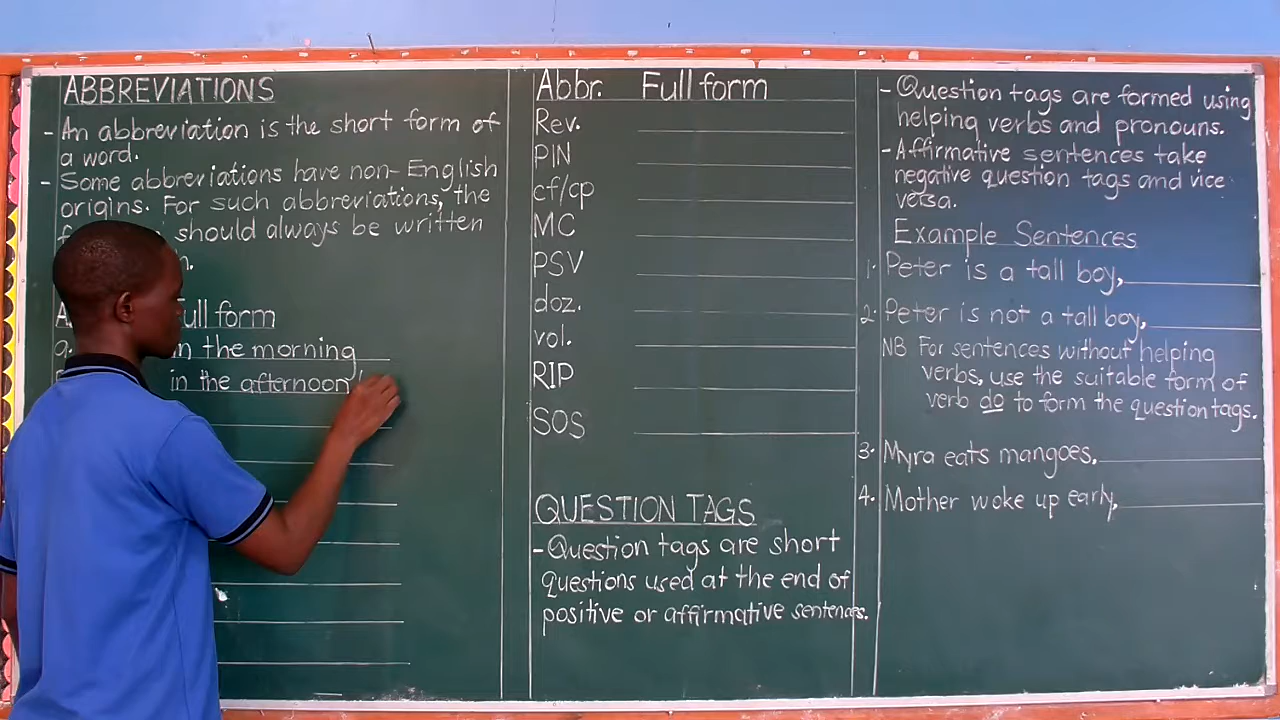 ABBREVIATIONS
- An abbreviation is the short form of
a word.
- Some abbreviations have non-English
origins. For such abbreviations, the
should always be written
Full form
in the morning
in the afternoon
Abbr. Full form
Rev.
PIN
cf/cp
MC
PSV
doz.
vol.
RIP
SOS
QUESTION TAGS
- Question tags are short
questions used at the end of
positive or affirmative sentences.
- Question tags are formed using
helping verbs and pronouns.
- Affirmative sentences take
negative question tags and vice
versa.
Example Sentences
1. Peter is a tall boy,
2. Peter is not a tall boy,
NB For sentences without helping
verbs, use the suitable form of
verb do to form the question tags.
3. Myra eats mangoes,
4. Mother woke up early,